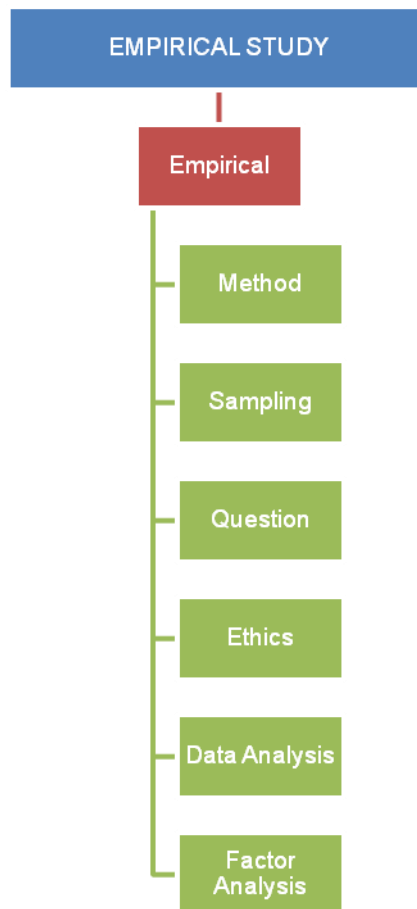 EMPIRICAL STUDY
Empirical
Method
Sampling
Question
Ethics
Data Analysis
Factor
Analysis